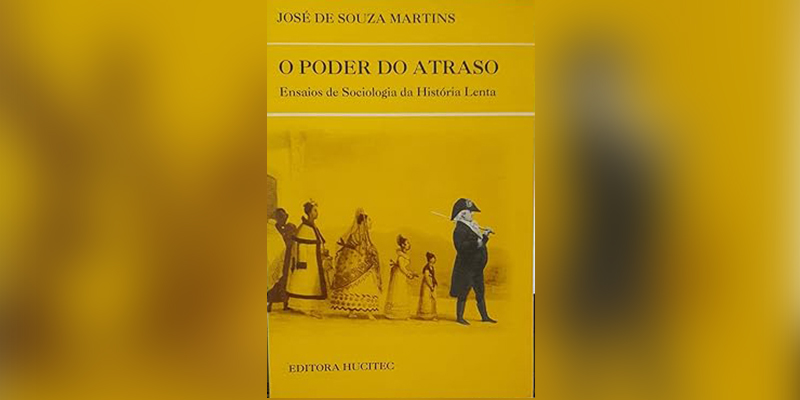 JOSÉ DE SOUZA MARTINS
O PODER DO ATRASO
Ensaios de Sociologia da História Lenta
EDITORA HUCITEC